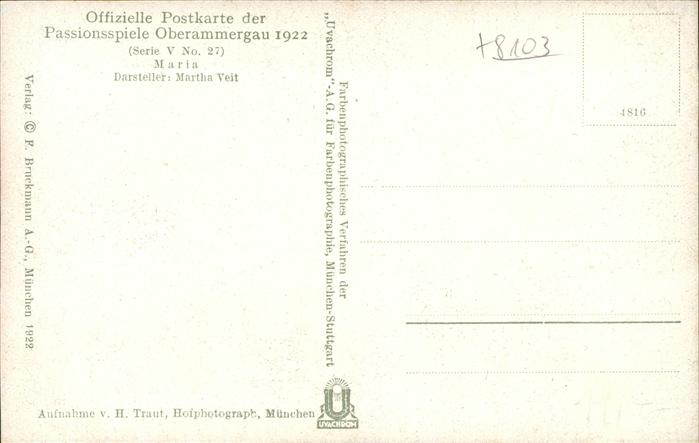 Offizielle Postkarte der
Passionsspiele Oberammergau 1922
(Serie V No. 27)
Maria
Darsteller: Martha Veit
Verlag: © F. Bruckmann A.-G., München 1922
Aufnahme v. H. Traut, Hofphotograph, München
Farbenphotographisches Verfahren der
„Uvachrom"-A.G. für Farbenphotographie, München-Stuttgart
U
UVACHROM
+8103
4816